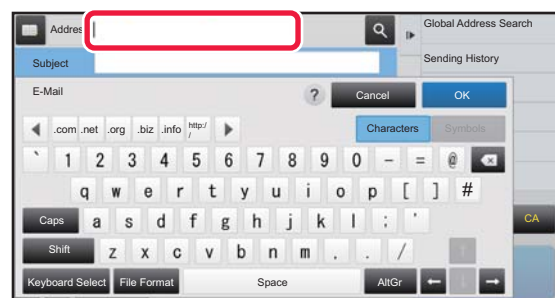 Addres
Global Address Search
Subject
Sending History
E-Mail
?
Cancel
OK
.com .net .org .biz .info http:/
/
Characters
Symbols
` 1 2 3 4 5 6 7 8 9 0 - = @
q w e r t y u i o p [ ] #
Caps a s d f g h j k l ; '
CA
Shift z x c v b n m . . /
Keyboard Select File Format Space AltGr